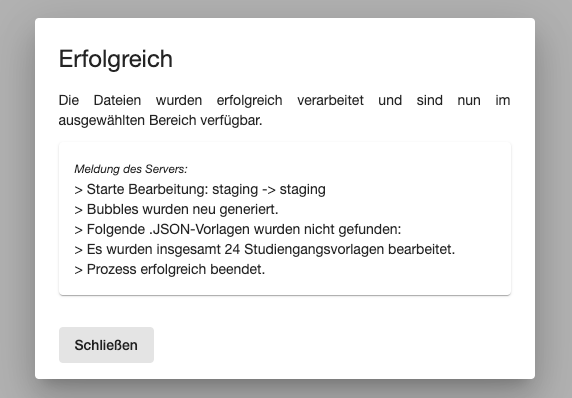 Erfolgreich
Die Dateien wurden erfolgreich verarbeitet und sind nun im
ausgewählten Bereich verfügbar.
Meldung des Servers:
> Starte Bearbeitung: staging -> staging
> Bubbles wurden neu generiert.
> Folgende .JSON-Vorlagen wurden nicht gefunden:
> Es wurden insgesamt 24 Studiengangsvorlagen bearbeitet.
> Prozess erfolgreich beendet.
Schließen